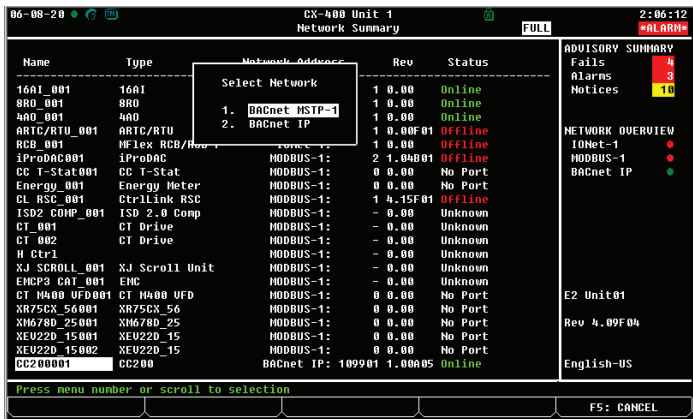 06-08-20 CX-400 Unit 1 2:06:12
Network Summary FULL *ALARM*
Name Type Network Address Rev Status
Select Network
1. BACnet MSTP-1
2. BACnet IP
16AI_001 16AI 1 0.00 Online
8RO_001 8RO 1 0.00 Online
4AO_001 4AO 1 0.00 Online
ARTC/RTU_001 ARTC/RTU 1 0.00F01 Offline
RCB_001 MFlex RCB/ 1 0.00 Offline
iProDAC001 iProDAC MODBUS-1: 2 1.04B01 Offline
CC T-Stat001 CC T-Stat MODBUS-1: 0 0.00 No Port
Energy_001 Energy Meter MODBUS-1: 0 0.00 No Port
CL RSC_001 CtrlLink RSC MODBUS-1: 1 4.15F01 Offline
ISD2 COMP_001 ISD 2.0 Comp MODBUS-1: - 0.00 Unknown
CT_001 CT Drive MODBUS-1: - 0.00 Unknown
CT 002 CT Drive MODBUS-1: - 0.00 Unknown
H Ctrl MODBUS-1: - 0.00 Unknown
XJ SCROLL_001 XJ Scroll Unit MODBUS-1: - 0.00 Unknown
EMCP3 CAT_001 EMC MODBUS-1: - 0.00 Unknown
CT M400 VFD001 CT M400 VFD MODBUS-1: 0 0.00 No Port
XR75CX_56001 XR75CX_56 MODBUS-1: 0 0.00 No Port
XM678D_25001 XM678D_25 MODBUS-1: 0 0.00 No Port
XEV22D_15001 XEV22D_15 MODBUS-1: 0 0.00 No Port
XEV22D_15002 XEV22D_15 MODBUS-1: 0 0.00 No Port
CC200001 CC200 BACnet IP: 109901 1.00A05 Online
ADVISORY SUMMARY
Fails 4
Alarms 3
Notices 10
NETWORK OVERVIEW
IONet-1
MODBUS-1
BACnet IP
E2 Unit01
Rev 4.09F04
English-US
Press menu number or scroll to selection
F5: CANCEL